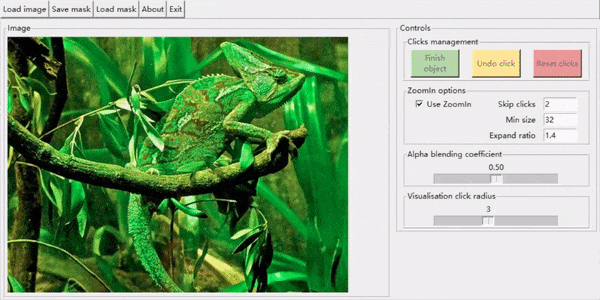 Load image Save mask Load mask About Exit
Image
Controls
Clicks management
Finish
object
Undo click
Reset clicks
ZoomIn options
Use ZoomIn
Skip clicks 2
Min size 32
Expand ratio 1.4
Alpha blending coefficient
0.50
Visualisation click radius
3